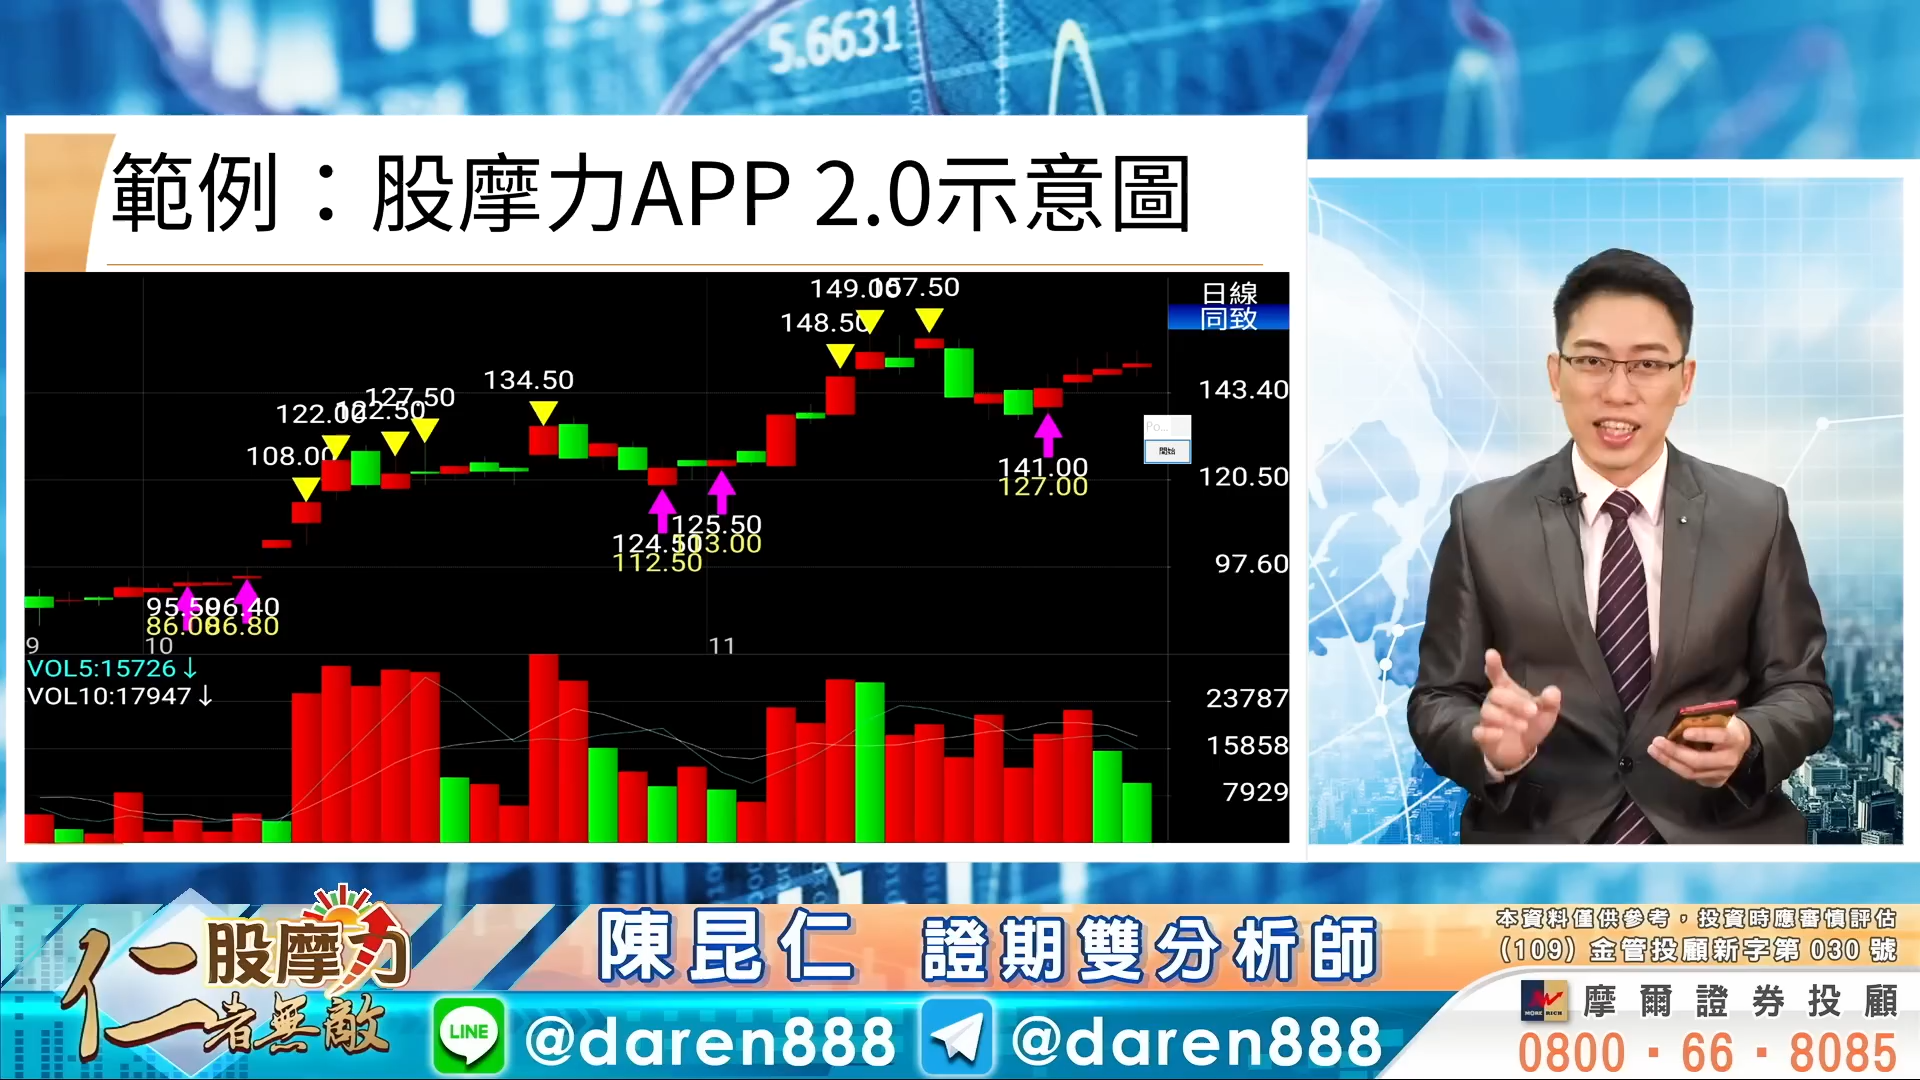 5.6631
範例：股摩力APP 2.0示意圖
日線
同致
149.00
157.50
148.50
134.50
127.50
122.00
122.50
108.00
143.40
120.50
97.60
Po...
開始
141.00
127.00
125.50
113.00
124.50
112.50
95.50
96.40
86.00
86.80
9
10
11
VOL5:15726↓
VOL10:17947↓
23787
15858
7929
股摩力
仁者無敵
陳昆仁 證期雙分析師
LINE @daren888 @daren888
本資料僅供參考，投資時應審慎評估
(109) 金管投顧新字第 030 號
MORE RICH
摩爾證券投顧
0800·66·8085